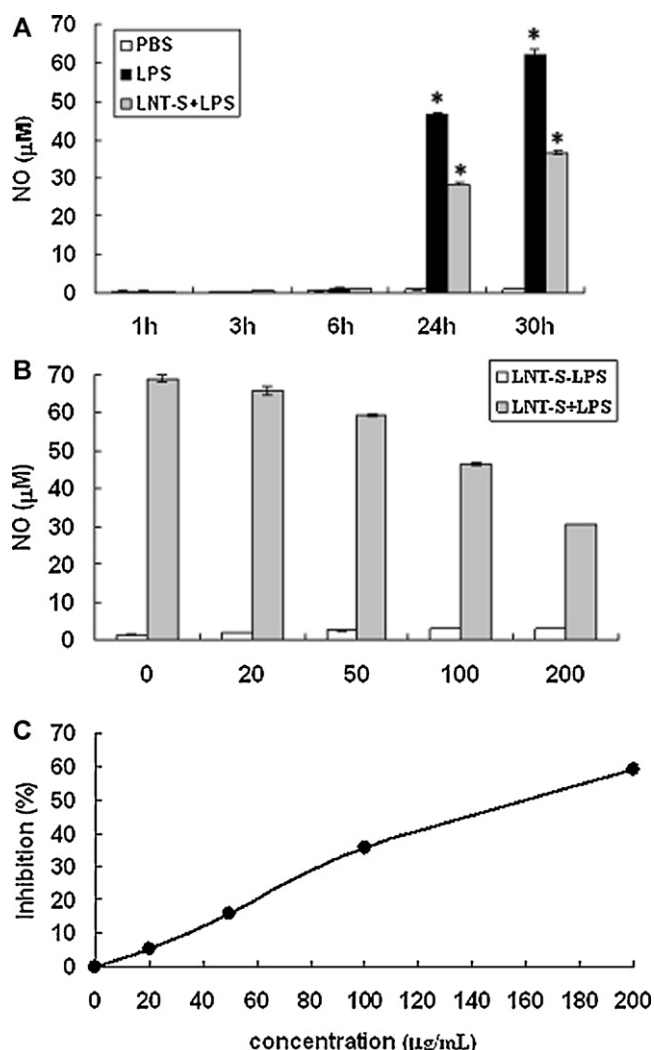 A
PBS
LPS
LNT-S+LPS
NO (μM)
70
60
50
40
30
20
10
0
* * * *
1h 3h 6h 24h 30h
B
LNT-S-LPS
LNT-S+LPS
NO (μM)
70
60
50
40
30
20
10
0
0 20 50 100 200
C
Inhibition (%)
70
60
50
40
30
20
10
0
0 20 40 60 80 100 120 140 160 180 200
concentration (μg/mL)